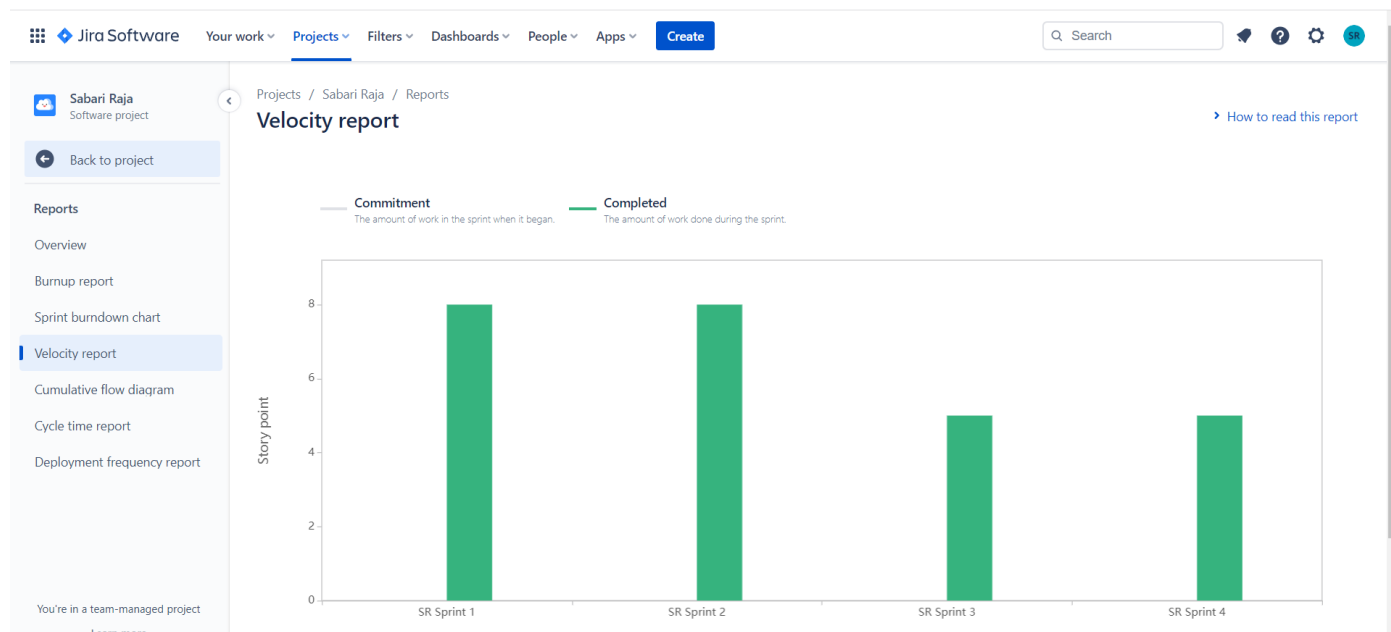 Jira Software Your work Projects Filters Dashboards People Apps Create Search SR
Sabari Raja
Software project
Back to project
Reports
Overview
Burnup report
Sprint burndown chart
Velocity report
Cumulative flow diagram
Cycle time report
Deployment frequency report
You're in a team-managed project
Projects / Sabari Raja / Reports
Velocity report
How to read this report
Commitment
The amount of work in the sprint when it began.
Completed
The amount of work done during the sprint.
Story point
8
6
4
2
0
SR Sprint 1 SR Sprint 2 SR Sprint 3 SR Sprint 4